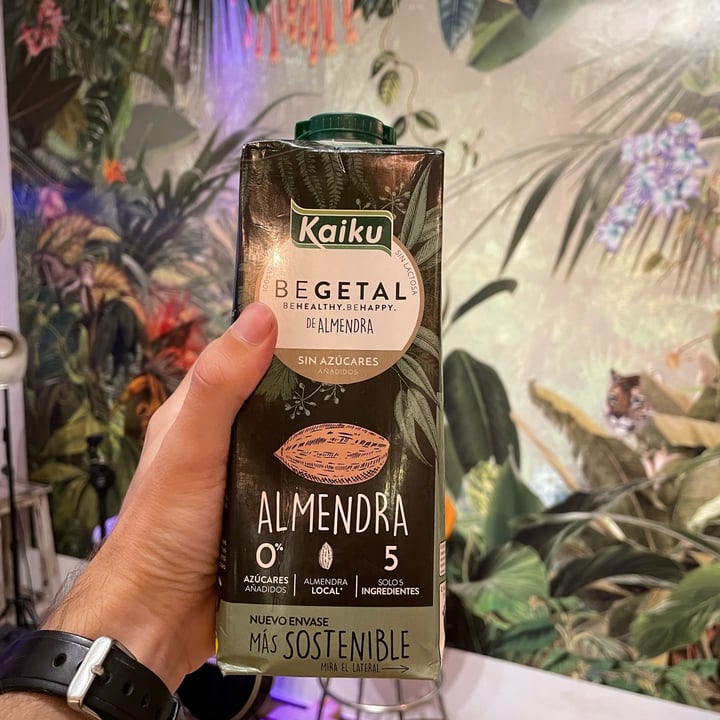 Kaiku
SIN LACTOSA
BEGETAL
BEHEALTHY.BEHAPPY.
DE ALMENDRA
SIN AZÚCARES
AÑADIDOS
ALMENDRA
0% 5
AZÚCARES ALMENDRA SOLO 5
AÑADIDOS LOCAL* INGREDIENTES
NUEVO ENVASE
MÁS SOSTENIBLE
MIRA EL LATERAL